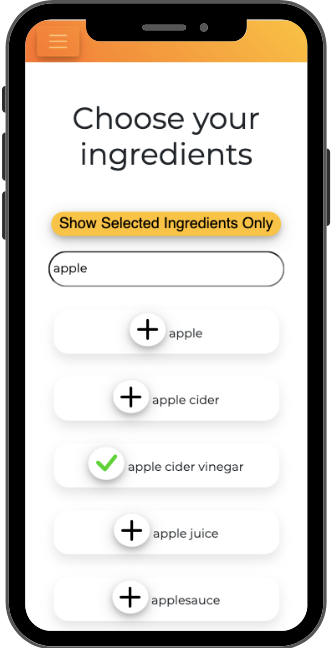 Choose your
ingredients
Show Selected Ingredients Only
apple
apple
apple cider
apple cider vinegar
apple juice
applesauce